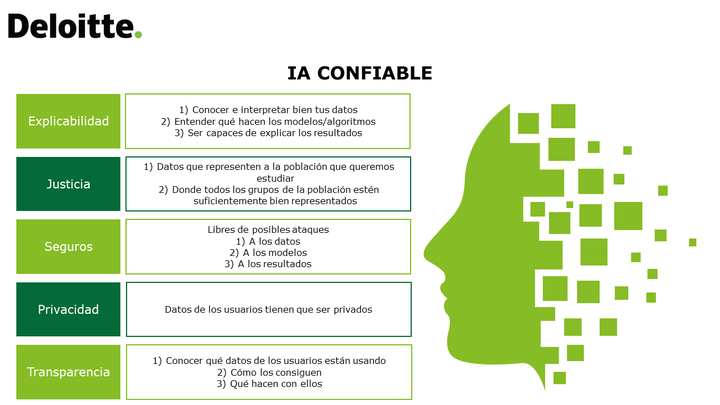 Deloitte.
IA CONFIABLE
Explicabilidad
1) Conocer e interpretar bien tus datos
2) Entender qué hacen los modelos/algoritmos
3) Ser capaces de explicar los resultados
Justicia
1) Datos que representen a la población que queremos
estudiar
2) Donde todos los grupos de la población estén
suficientemente bien representados
Seguros
Libres de posibles ataques
1) A los datos
2) A los modelos
3) A los resultados
Privacidad
Datos de los usuarios tienen que ser privados
Transparencia
1) Conocer qué datos de los usuarios están usando
2) Cómo los consiguen
3) Qué hacen con ellos